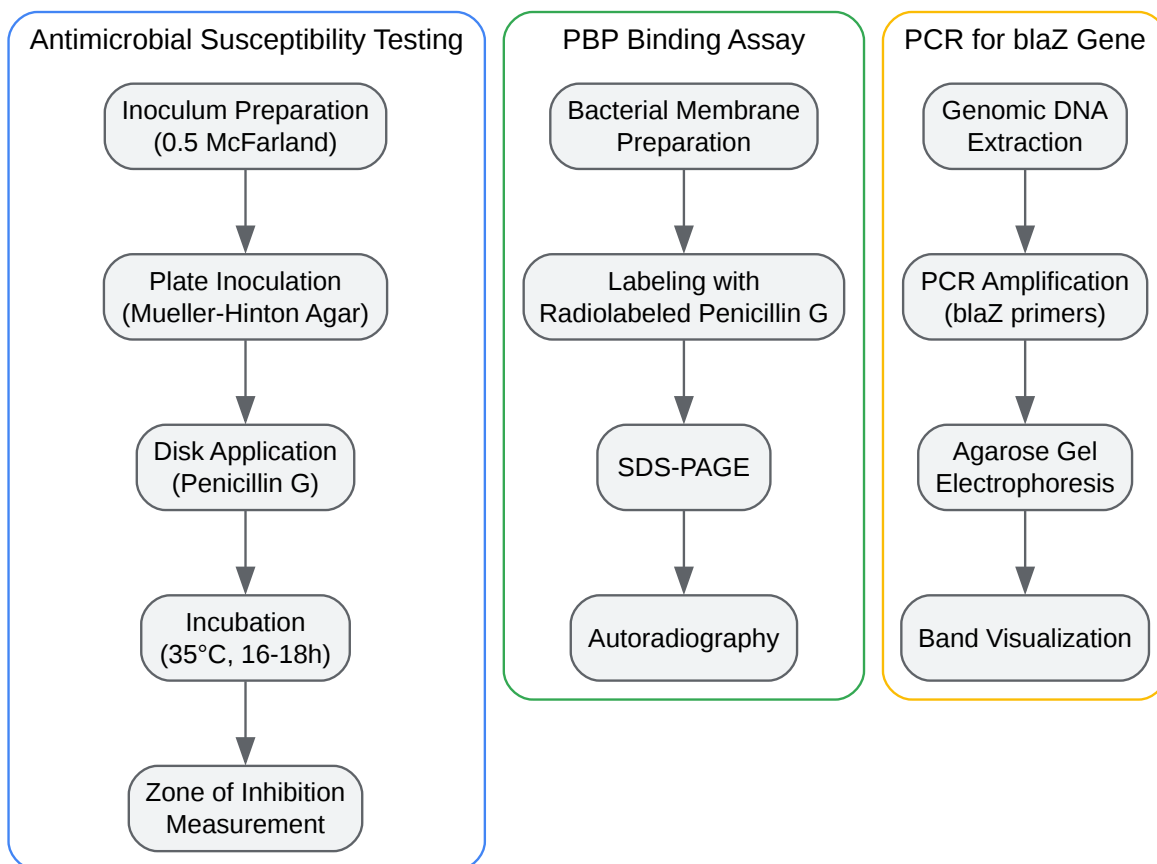 Antimicrobial Susceptibility Testing
Inoculum Preparation
(0.5 McFarland)
Plate Inoculation
(Mueller-Hinton Agar)
Disk Application
(Penicillin G)
Incubation
(35°C, 16-18h)
Zone of Inhibition
Measurement
PBP Binding Assay
Bacterial Membrane
Preparation
Labeling with
Radiolabeled Penicillin G
SDS-PAGE
Autoradiography
PCR for blaZ Gene
Genomic DNA
Extraction
PCR Amplification
(blaZ primers)
Agarose Gel
Electrophoresis
Band Visualization